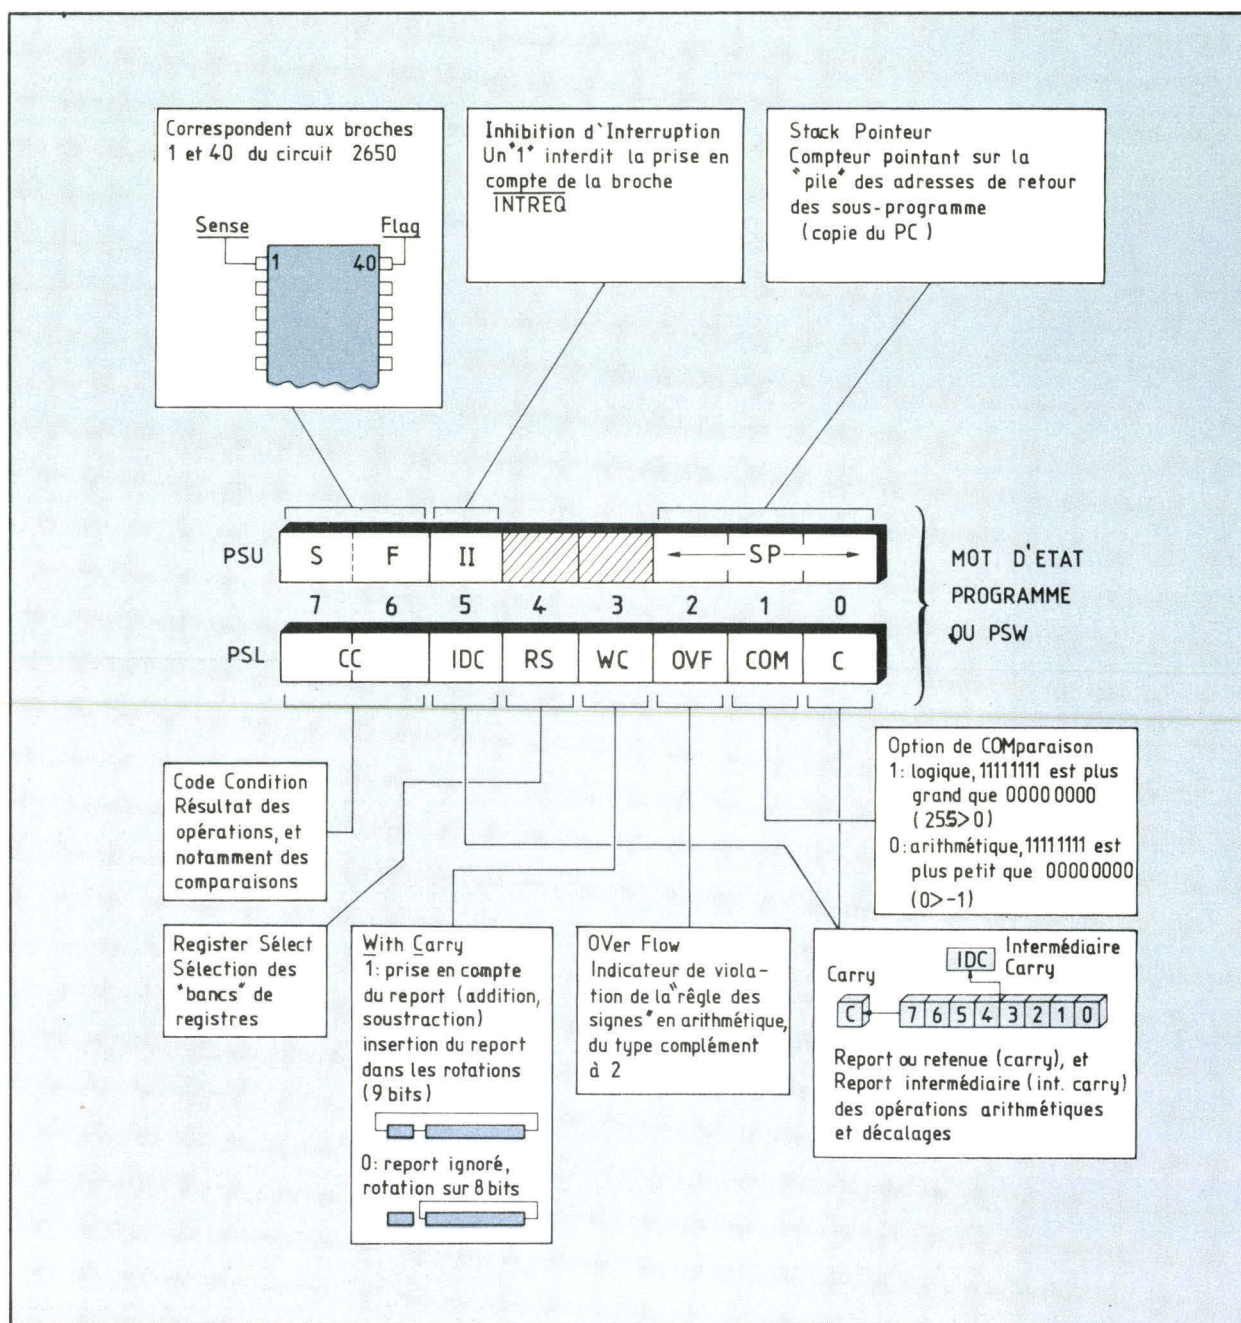 Correspondent aux broches
1 et 40 du circuit 2650
Sense
Flag
1
40
Inhibition d'Interruption
Un "1" interdit la prise en
compte de la broche
INTREQ
Stack Pointeur
Compteur pointant sur la
"pile" des adresses de retour
des sous-programme
(copie du PC)
PSU S F II SP
7 6 5 4 3 2 1 0
PSL CC IDC RS WC OVF COM C
MOT D'ETAT
PROGRAMME
OU PSW
Code Condition
Résultat des
opérations, et
notamment des
comparaisons
Option de COMparaison
1: logique, 11111111 est plus
grand que 00000000
(255>0)
0: arithmétique, 11111111 est
plus petit que 00000000
(0>-1)
Register Sélect
Sélection des
"bancs" de
registres
With Carry
1: prise en compte
du report (addition,
soustraction)
insertion du report
dans les rotations
(9 bits)
0: report ignoré,
rotation sur 8 bits
OVer Flow
Indicateur de viola-
tion de la "rêgle des
signes" en arithmétique,
du type complément
à 2
Carry
IDC
Intermédiaire
Carry
C
7 6 5 4 3 2 1 0
Report ou retenue (carry), et
Report intermédiaire (int. carry)
des opérations arithmétiques
et décalages